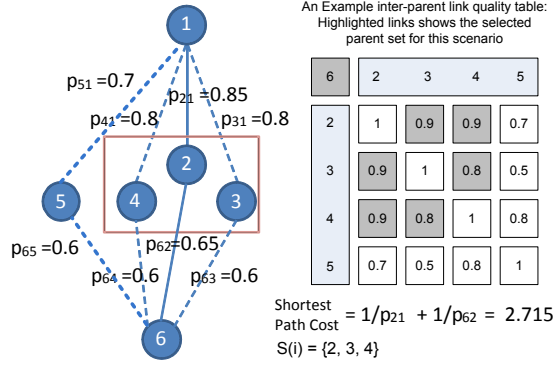 1
p51=0.7
p21=0.85
p41=0.8
p31=0.8
2
5
4
3
p65=0.6
p62=0.65
p64=0.6
p63=0.6
6
An Example inter-parent link quality table:
Highlighted links shows the selected
parent set for this scenario
6 2 3 4 5
2 1 0.9 0.9 0.7
3 0.9 1 0.8 0.5
4 0.9 0.8 1 0.8
5 0.7 0.5 0.8 1
Shortest
Path Cost = 1/p21 + 1/p62 = 2.715
S(i) = {2, 3, 4}